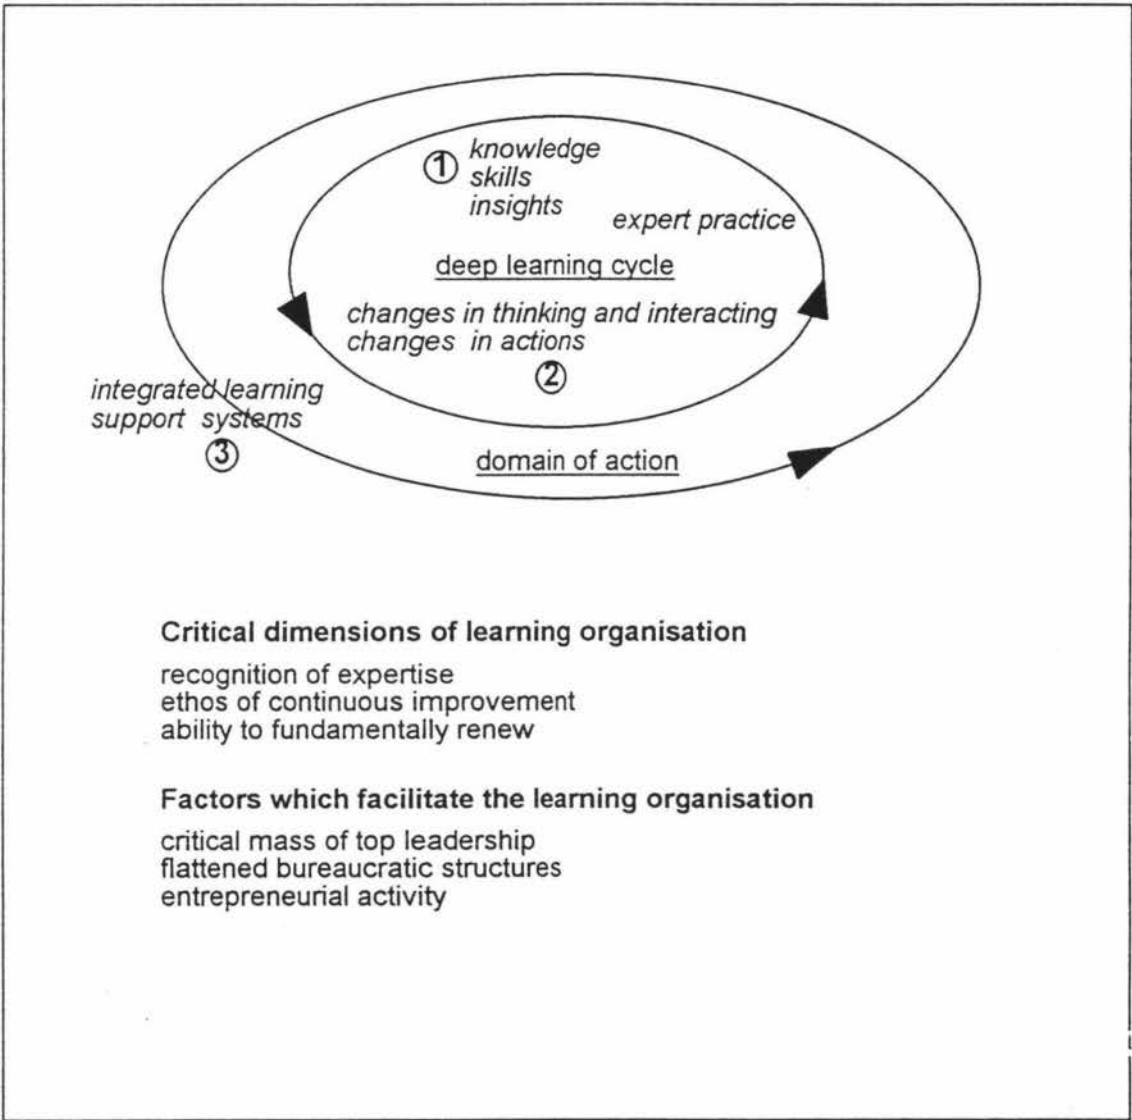 ① knowledge
skills
insights
expert practice
deep learning cycle
changes in thinking and interacting
changes in actions
②
integrated learning
support systems
③
domain of action
Critical dimensions of learning organisation
recognition of expertise
ethos of continuous improvement
ability to fundamentally renew
Factors which facilitate the learning organisation
critical mass of top leadership
flattened bureaucratic structures
entrepreneurial activity